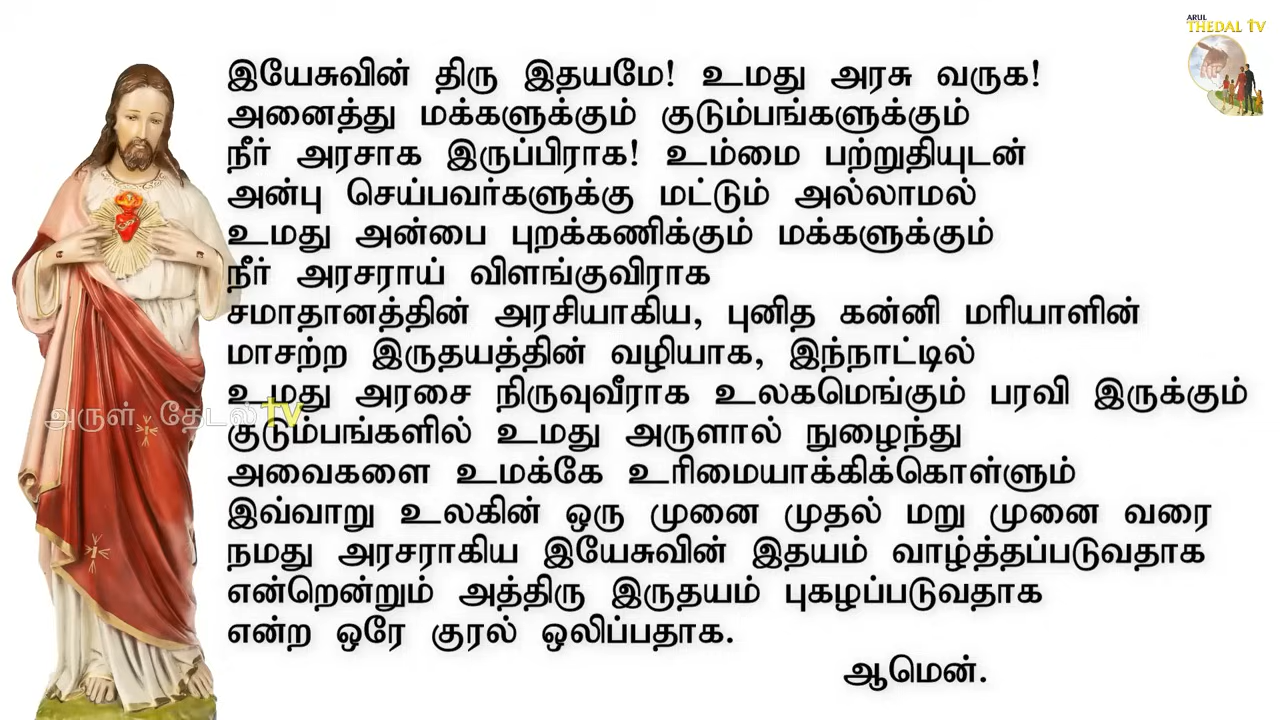 ARUL
THEDAL TV
இயேசுவின் திரு இதயமே! உமது அரசு வருக!
அனைத்து மக்களுக்கும் குடும்பங்களுக்கும்
நீர் அரசாக இருப்பிராக! உம்மை பற்றுதியுடன்
அன்பு செய்பவர்களுக்கு மட்டும் அல்லாமல்
உமது அன்பை புறக்கணிக்கும் மக்களுக்கும்
நீர் அரசராய் விளங்குவிராக
சமாதானத்தின் அரசியாகிய, புனித கன்னி மரியாளின்
மாசற்ற இருதயத்தின் வழியாக, இந்நாட்டில்
உமது அரசை நிருவுவீராக உலகமெங்கும் பரவி இருக்கும்
அருள் தேடல் tv
குடும்பங்களில் உமது அருளால் நுழைந்து
அவைகளை உமக்கே உரிமையாக்கிக்கொள்ளும்
இவ்வாறு உலகின் ஒரு முனை முதல் மறு முனை வரை
நமது அரசராகிய இயேசுவின் இதயம் வாழ்த்தப்படுவதாக
என்றென்றும் அத்திரு இருதயம் புகழப்படுவதாக
என்ற ஒரே குரல் ஒலிப்பதாக.
ஆமென்.